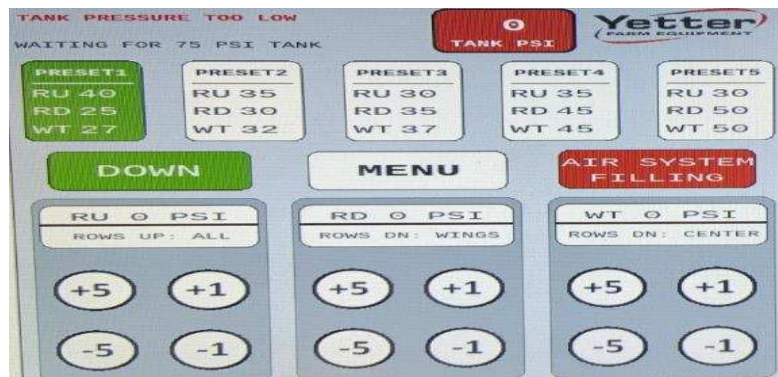 TANK PRESSURE TOO LOW
WAITING FOR 75 PSI TANK
0
TANK PSI
Yetter
FARM EQUIPMENT
PRESET1
RU 40
RD 25
WT 27
PRESET2
RU 35
RD 30
WT 32
PRESET3
RU 30
RD 35
WT 37
PRESET4
RU 35
RD 45
WT 45
PRESET5
RU 30
RD 50
WT 50
DOWN
MENU
AIR SYSTEM
FILLING
RU 0 PSI
ROWS UP: ALL
+5 +1
-5 -1
RD 0 PSI
ROWS DN: WINGS
+5 +1
-5 -1
WT 0 PSI
ROWS DN: CENTER
+5 +1
-5 -1